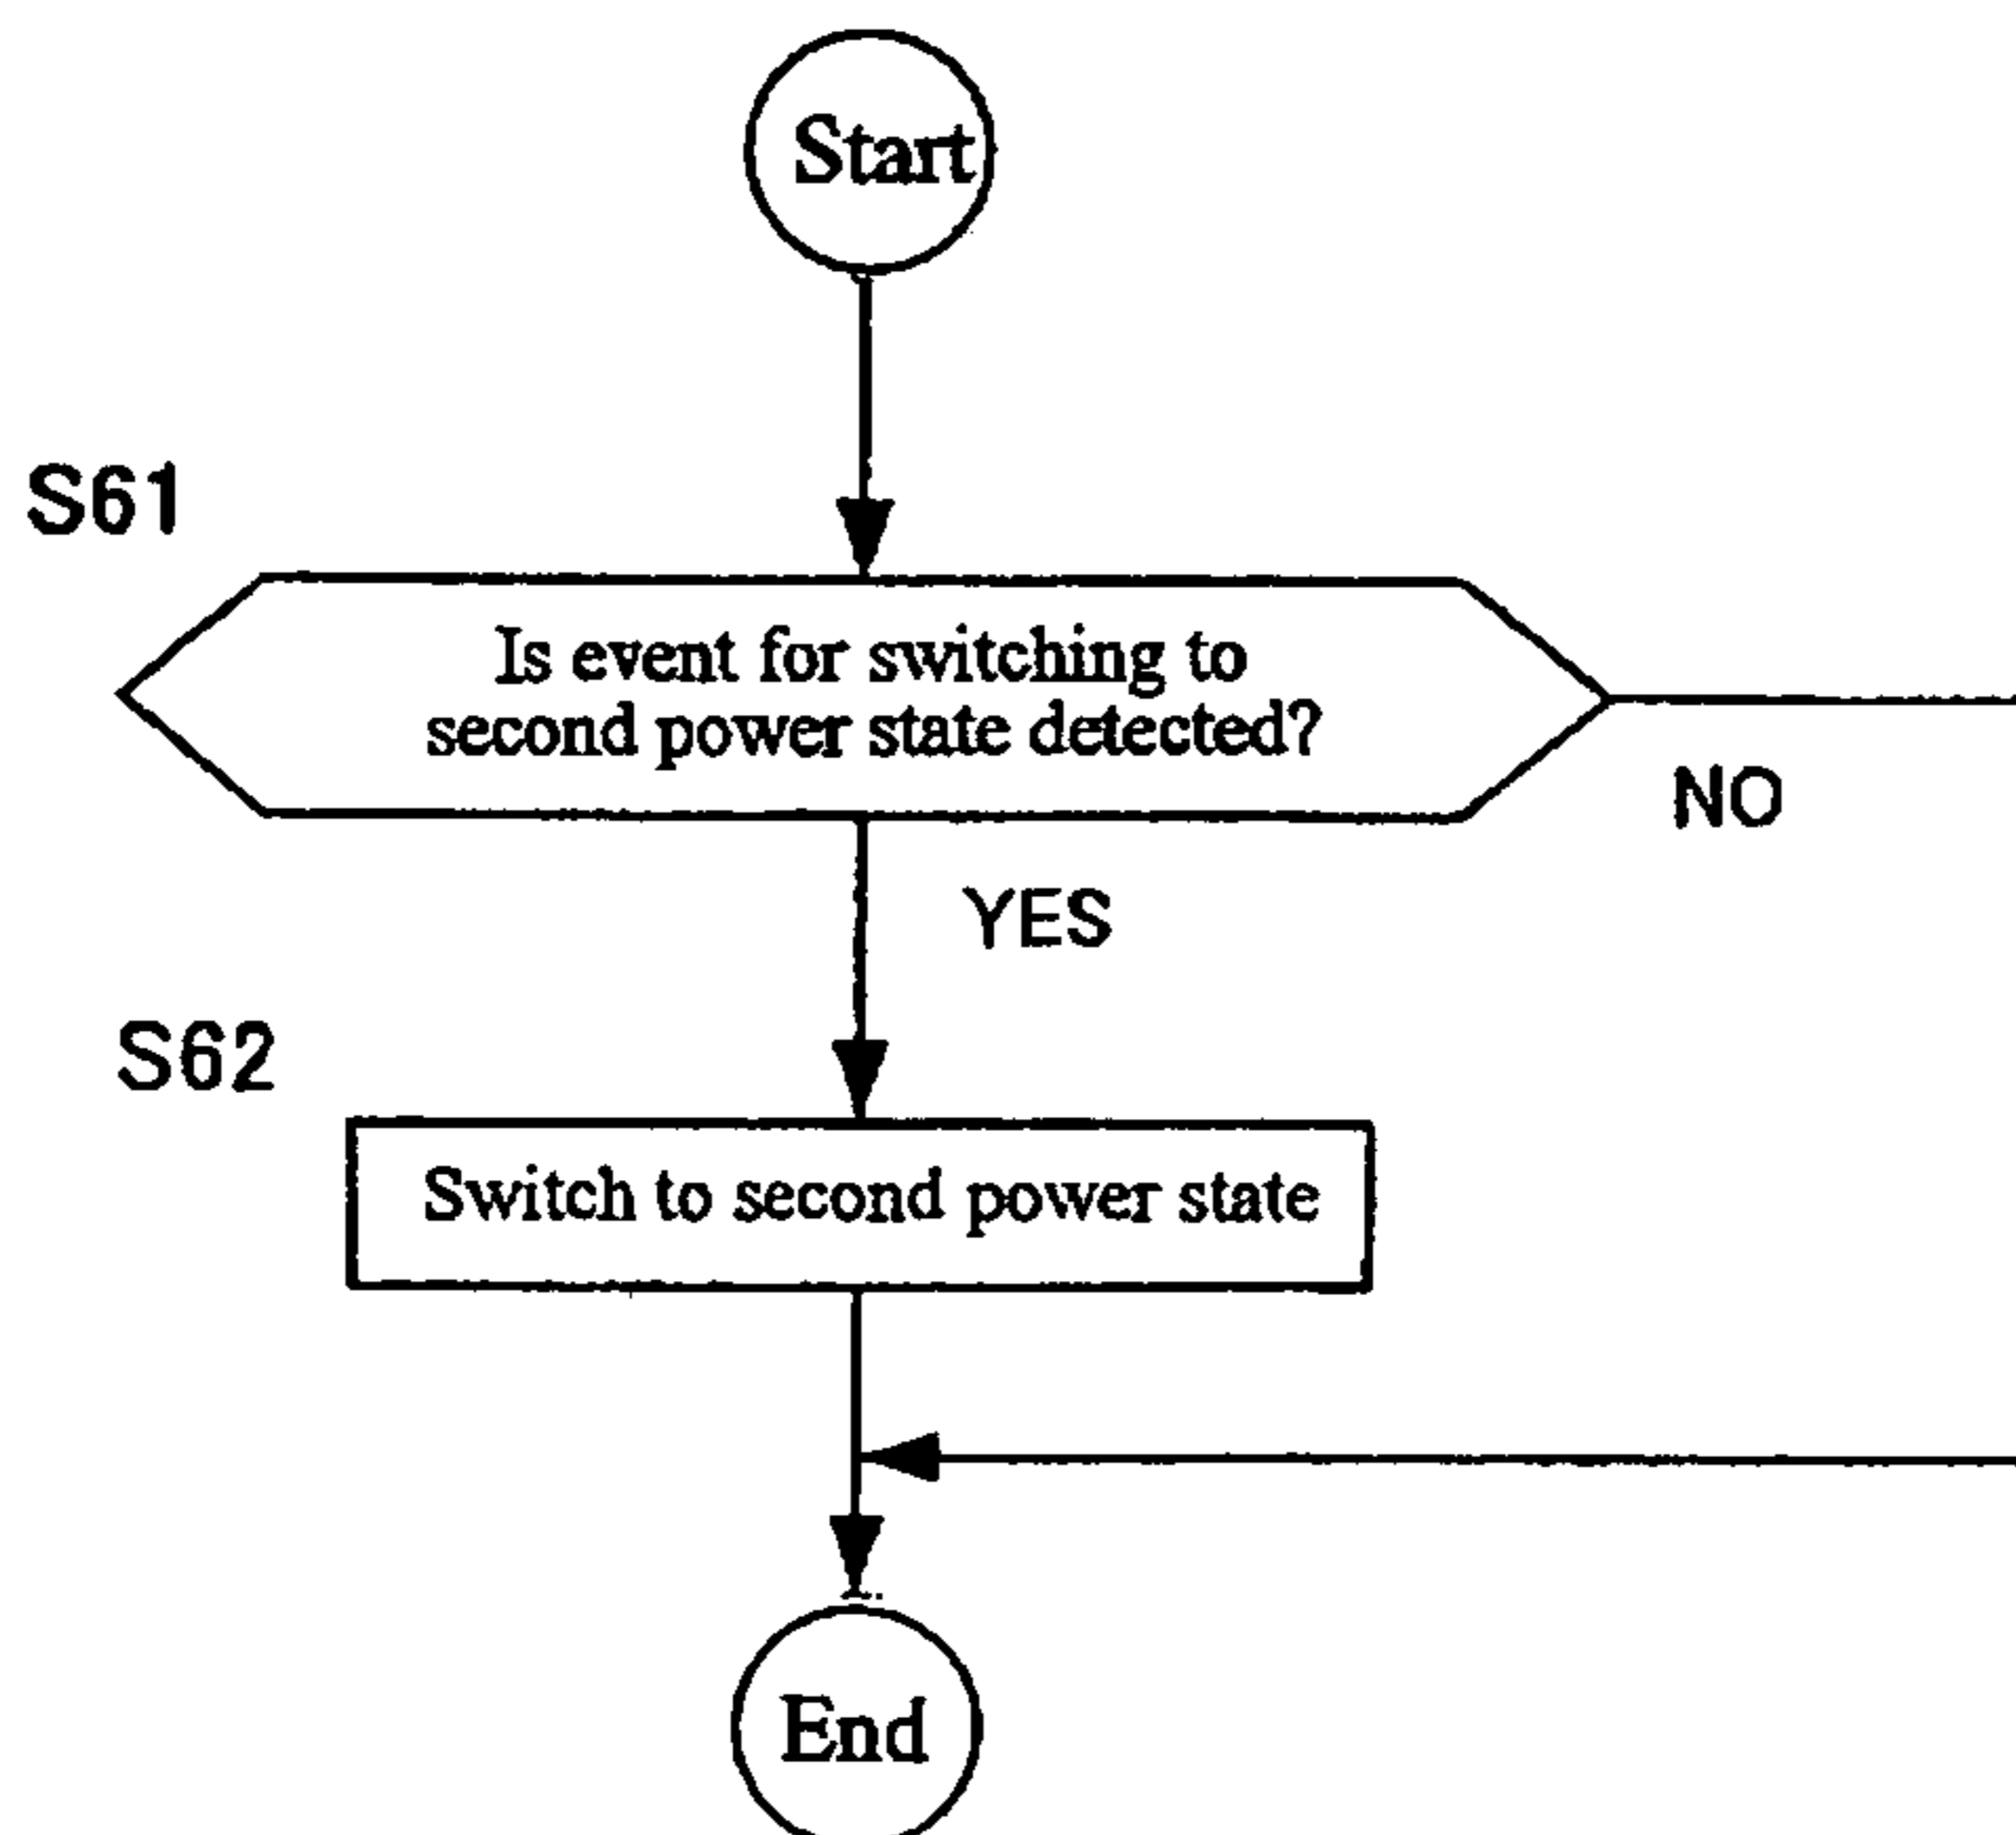 Start
S61
Is event for switching to
second power state detected?
NO
YES
S62
Switch to second power state
End